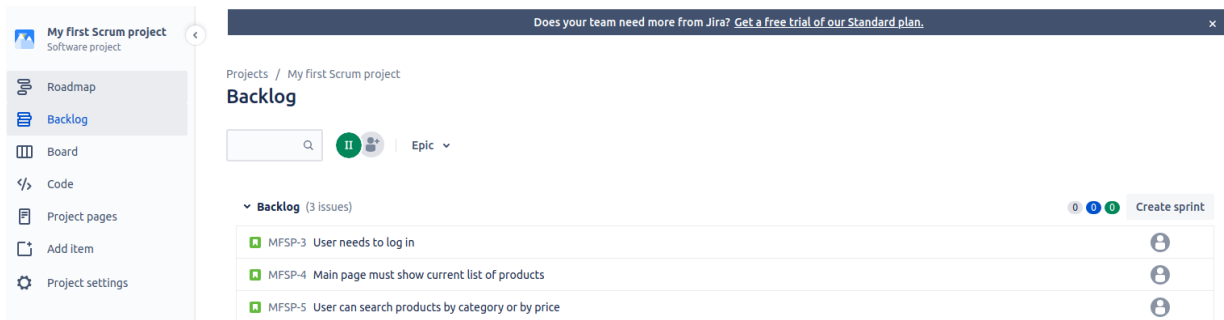 Does your team need more from Jira? Get a free trial of our Standard plan.
My first Scrum project
Software project
Roadmap
Backlog
Board
Code
Project pages
Add item
Project settings
Projects / My first Scrum project
Backlog
II
Epic
Backlog (3 issues)
0 0 0 Create sprint
MFSP-3 User needs to log in
MFSP-4 Main page must show current list of products
MFSP-5 User can search products by category or by price